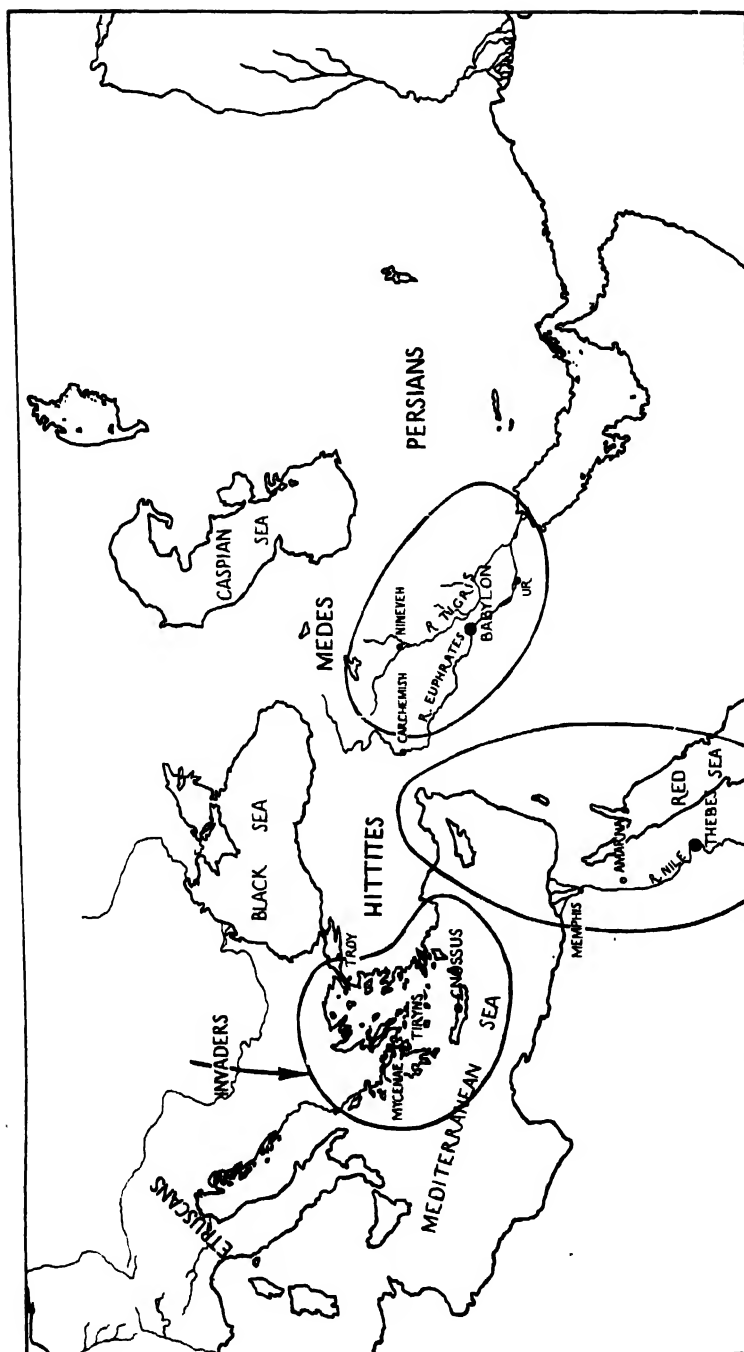 ETRUSCANS
INVADERS
BLACK SEA
CASPIAN
SEA
TROY
HITTITES
MEDES
PERSIANS
MYCENAE
TIRYNS
CNOSSUS
MEDITERRANEAN SEA
CARCHEMISH
NINEVEH
R. TIGRIS
R. EUPHRATES
BABYLON
UR
MEMPHIS
AMARNA
R. NILE
THEBES
RED
SEA